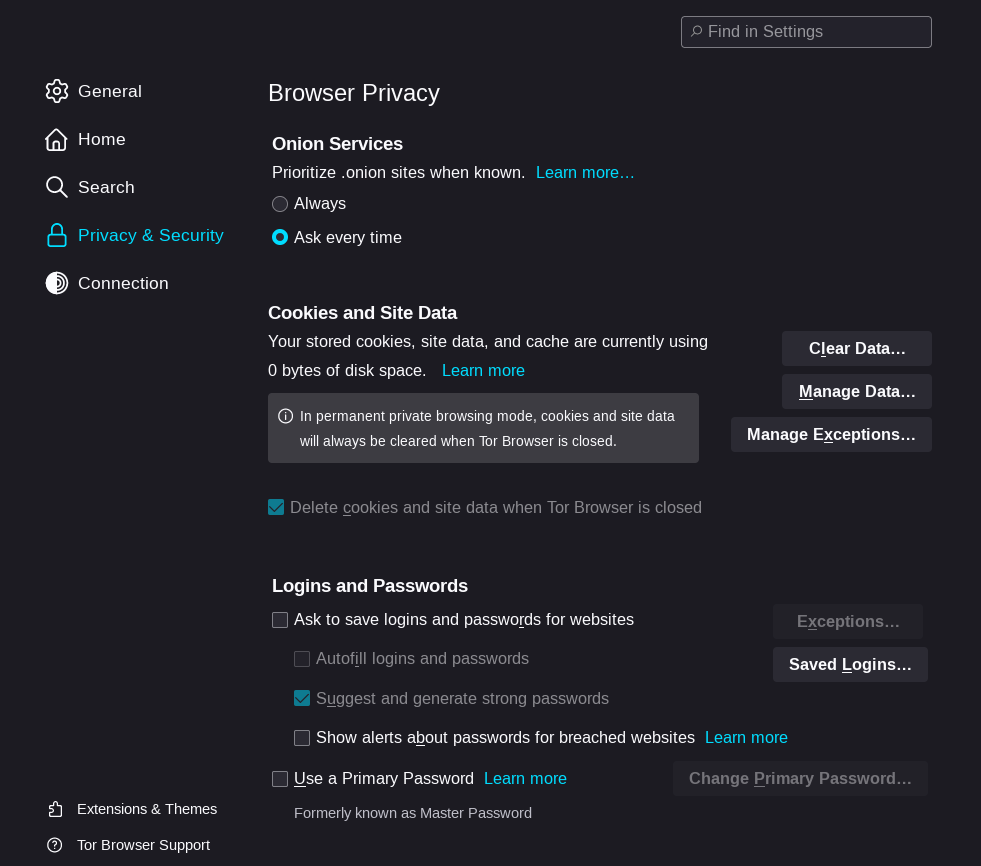 Find in Settings
General
Home
Search
Privacy & Security
Connection
Browser Privacy
Onion Services
Prioritize .onion sites when known. Learn more…
Always
Ask every time
Cookies and Site Data
Your stored cookies, site data, and cache are currently using
0 bytes of disk space. Learn more
Clear Data…
Manage Data…
Manage Exceptions…
In permanent private browsing mode, cookies and site data
will always be cleared when Tor Browser is closed.
Delete cookies and site data when Tor Browser is closed
Logins and Passwords
Ask to save logins and passwords for websites
Exceptions…
Autofill logins and passwords
Saved Logins…
Suggest and generate strong passwords
Show alerts about passwords for breached websites Learn more
Use a Primary Password Learn more
Change Primary Password…
Formerly known as Master Password
Extensions & Themes
Tor Browser Support